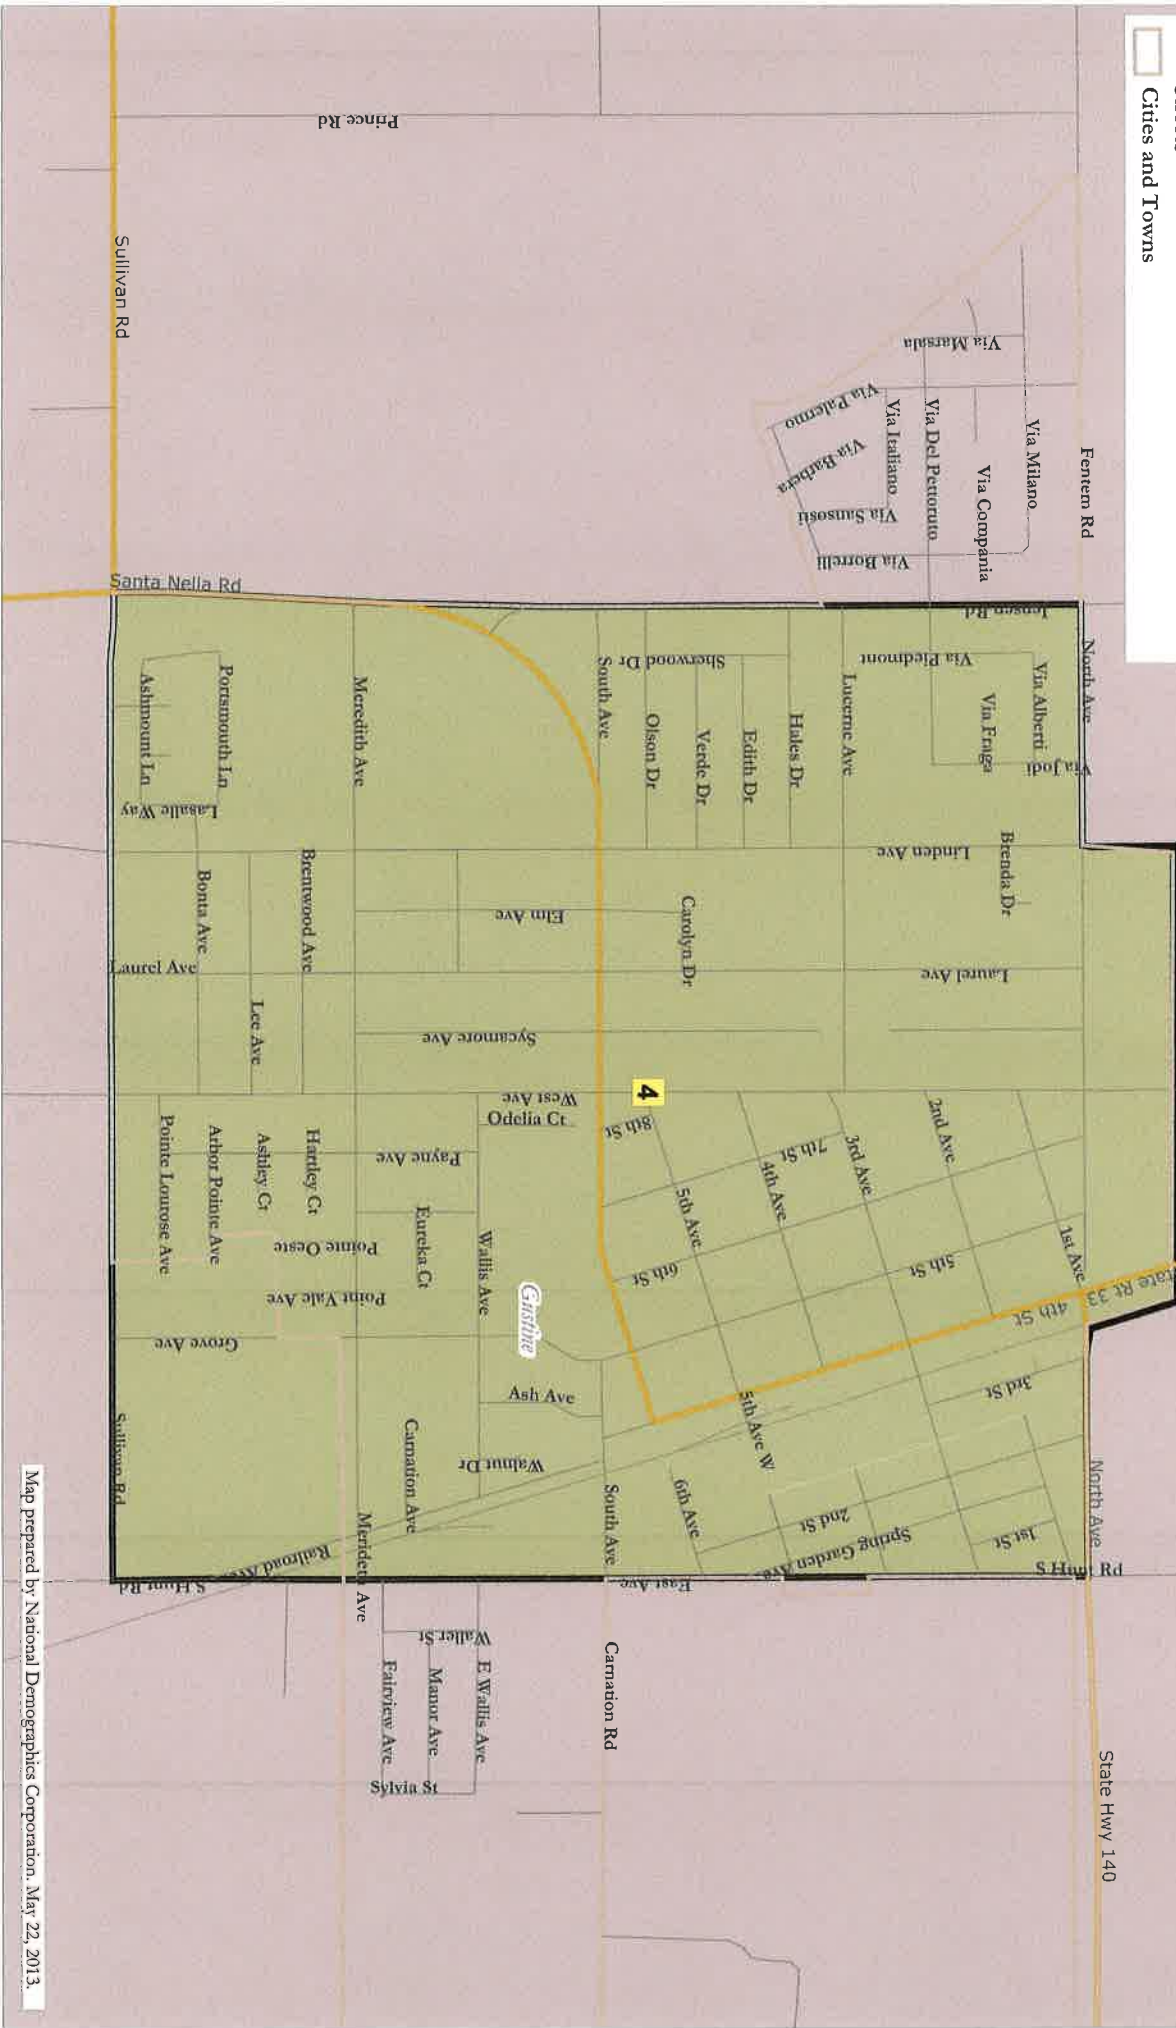 Cities and Towns
Fentem Rd
North Ave
North Ave
State Hwy 140
Via Milano
Via Compania
Via Del Pettoruto
Via Italiano
Via Marsala
Via Palermo
Via Barbera
Via Sansosti
Via Borrelli
Jensen Rd
Via Alberti
Via Fraga
Via Jodi
Via Piedmont
Brenda Dr
Linden Ave
Laurel Ave
Lucerne Ave
Hales Dr
Edith Dr
Verde Dr
Olson Dr
Sherwood Dr
South Ave
Carolyn Dr
Elm Ave
Sycamore Ave
West Ave
Odelia Ct
4
8th St
7th St
6th St
5th St
4th St
3rd St
2nd St
1st St
1st Ave
2nd Ave
3rd Ave
4th Ave
5th Ave
5th Ave W
6th Ave
Spring Garden Ave
S Hunt Rd
East Ave
South Ave
Carnation Rd
Gustine
Ash Ave
Walnut Dr
Wallis Ave
Eureka Ct
Payne Ave
Carnation Ave
Merideth Ave
Railroad Ave
S Hunt Rd
Waller St
E Wallis Ave
Manor Ave
Fairview Ave
Sylvia St
Meredith Ave
Brentwood Ave
Lee Ave
Bonta Ave
Laurel Ave
Portsmouth Ln
Ashmount Ln
Lasalle Way
Hartley Ct
Ashley Ct
Arbor Pointe Ave
Pointe Lourose Ave
Pointe Oeste
Point Vale Ave
Grove Ave
Prince Rd
Santa Nella Rd
Sullivan Rd
Sullivan Rd
Map prepared by National Demographics Corporation. May 22, 2013.